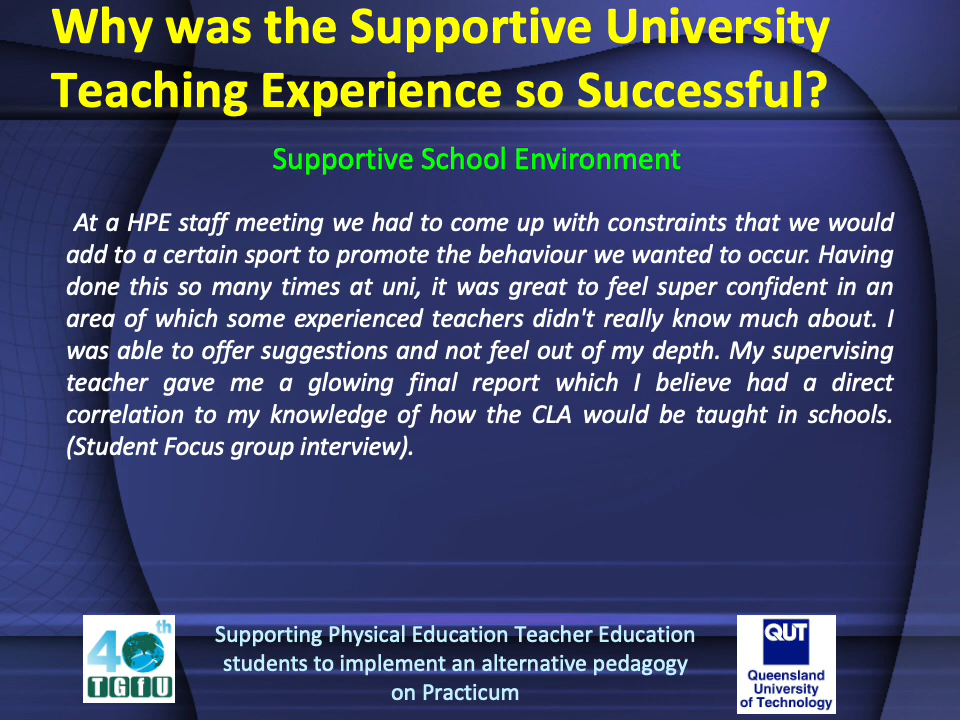 Why was the Supportive University
Teaching Experience so Successful?
Supportive School Environment
At a HPE staff meeting we had to come up with constraints that we would
add to a certain sport to promote the behaviour we wanted to occur. Having
done this so many times at uni, it was great to feel super confident in an
area of which some experienced teachers didn't really know much about. I
was able to offer suggestions and not feel out of my depth. My supervising
teacher gave me a glowing final report which I believe had a direct
correlation to my knowledge of how the CLA would be taught in schools.
(Student Focus group interview).
40th
TGfU
Supporting Physical Education Teacher Education
students to implement an alternative pedagogy
on Practicum
QUT
Queensland
University
of Technology